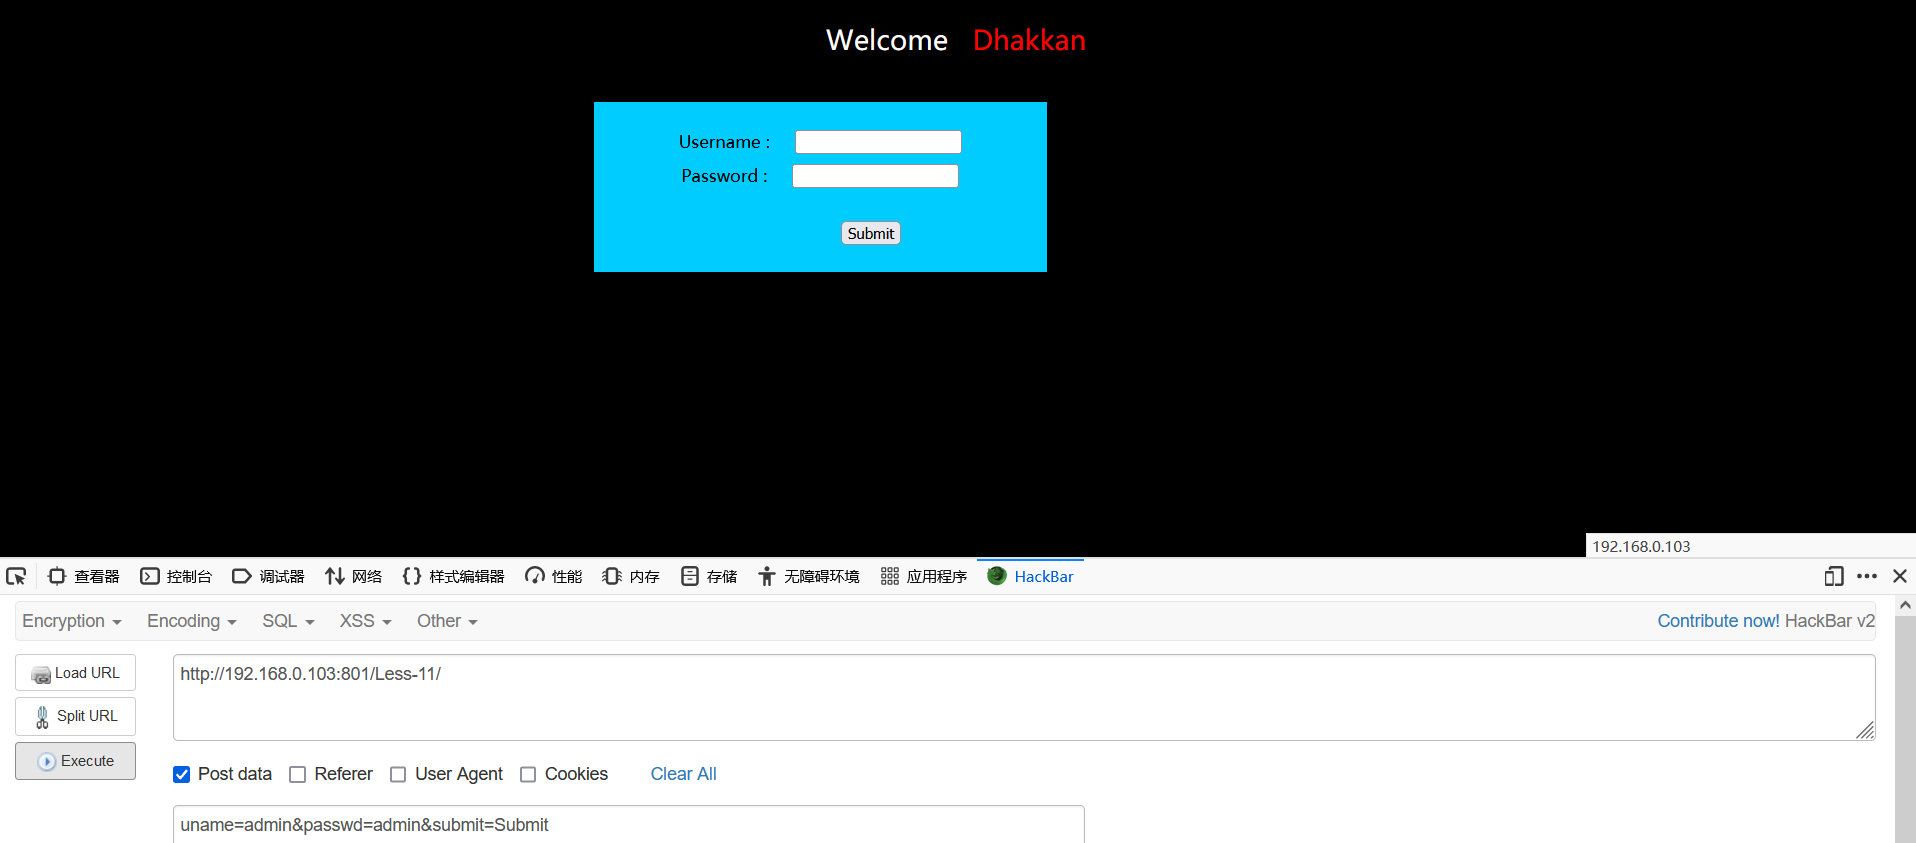 Welcome Dhakkan
Username :
Password :
Submit
192.168.0.103
查看器 控制台 调试器 网络 样式编辑器 性能 内存 存储 无障碍环境 应用程序 HackBar
Encryption Encoding SQL XSS Other Contribute now! HackBar v2
Load URL http://192.168.0.103:801/Less-11/
Split URL
Execute
Post data Referer User Agent Cookies Clear All
uname=admin&passwd=admin&submit=Submit